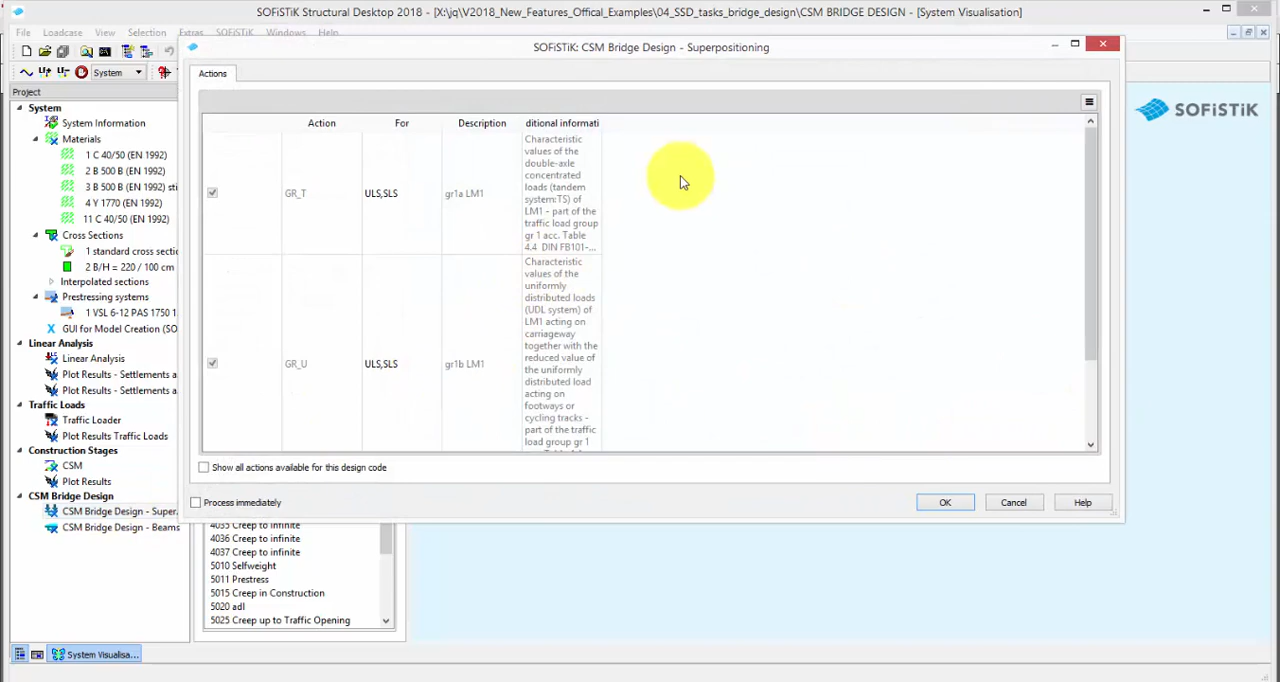 SOFiSTiK Structural Desktop 2018 - [X:\jq\V2018_New_Features_Offical_Examples\04_SSD_tasks_bridge_design\CSM BRIDGE DESIGN - [System Visualisation]
File Loadcase View Selection Extras SOFiSTiK Windows Help
SOFiSTiK: CSM Bridge Design - Superpositioning
System
Actions
Project
System
System Information
Materials
1 C 40/50 (EN 1992)
2 B 500 B (EN 1992)
3 B 500 B (EN 1992) sti
4 Y 1770 (EN 1992)
11 C 40/50 (EN 1992)
Cross Sections
1 standard cross sectio
2 B/H = 220 / 100 cm
Interpolated sections
Prestressing systems
1 VSL 6-12 PAS 1750 1
GUI for Model Creation (SO
Linear Analysis
Linear Analysis
Plot Results - Settlements a
Plot Results - Settlements a
Traffic Loads
Traffic Loader
Plot Results Traffic Loads
Construction Stages
CSM
Plot Results
CSM Bridge Design
CSM Bridge Design - Super
CSM Bridge Design - Beams
Action For Description ditional informati
GR_T ULS,SLS gr1a LM1
Characteristic
values of the
double-axle
concentrated
loads (tandem
system:TS) of
LM1 - part of the
traffic load group
gr 1 acc. Table
4.4 DIN FB101-...
GR_U ULS,SLS gr1b LM1
Characteristic
values of the
uniformly
distributed loads
(UDL system) of
LM1 acting on
carriageway
together with the
reduced value of
the uniformly
distributed load
acting on
footways or
cycling tracks -
part of the traffic
load group gr 1
Show all actions available for this design code
Process immediately
OK Cancel Help
4035 Creep to infinite
4036 Creep to infinite
4037 Creep to infinite
5010 Selfweight
5011 Prestress
5015 Creep in Construction
5020 adl
5025 Creep up to Traffic Opening
System Visualisa...
SOFiSTiK